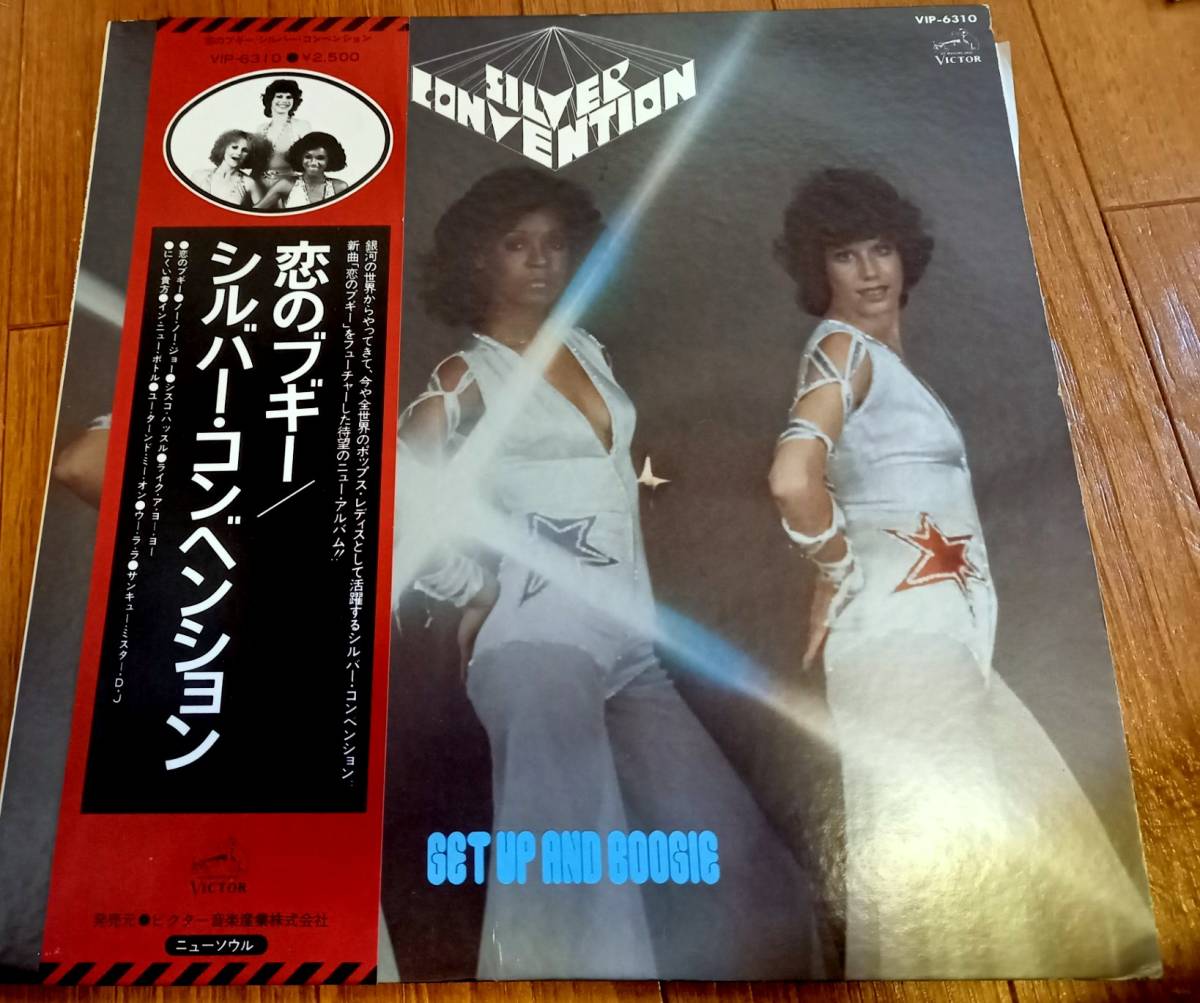 恋のブギー/シルバー・コンベンション
VIP-6310●¥2,500
銀河の世界からやってきて、今や全世界のポップス・レディスとして活躍するシルバー・コンベンション‥
新曲「恋のブギー」をフューチャーした待望のニュー・アルバム!!
恋のブギー/
シルバー・コンベンション
●恋のブギー●ノー・ノー・ジョー●シスコ・ハッスル●ライク・ア・ヨー・ヨー
●にくい貴方●イン・ニュー・ボトル●ユー・ターンド・ミー・オン●ウー・ラ・ラ●サンキュー・ミスター・D・J
VICTOR
発売元●ビクター音楽産業株式会社
ニューソウル
SILVER
CONVENTION
VIP-6310
VICTOR
GET UP AND BOOGIE